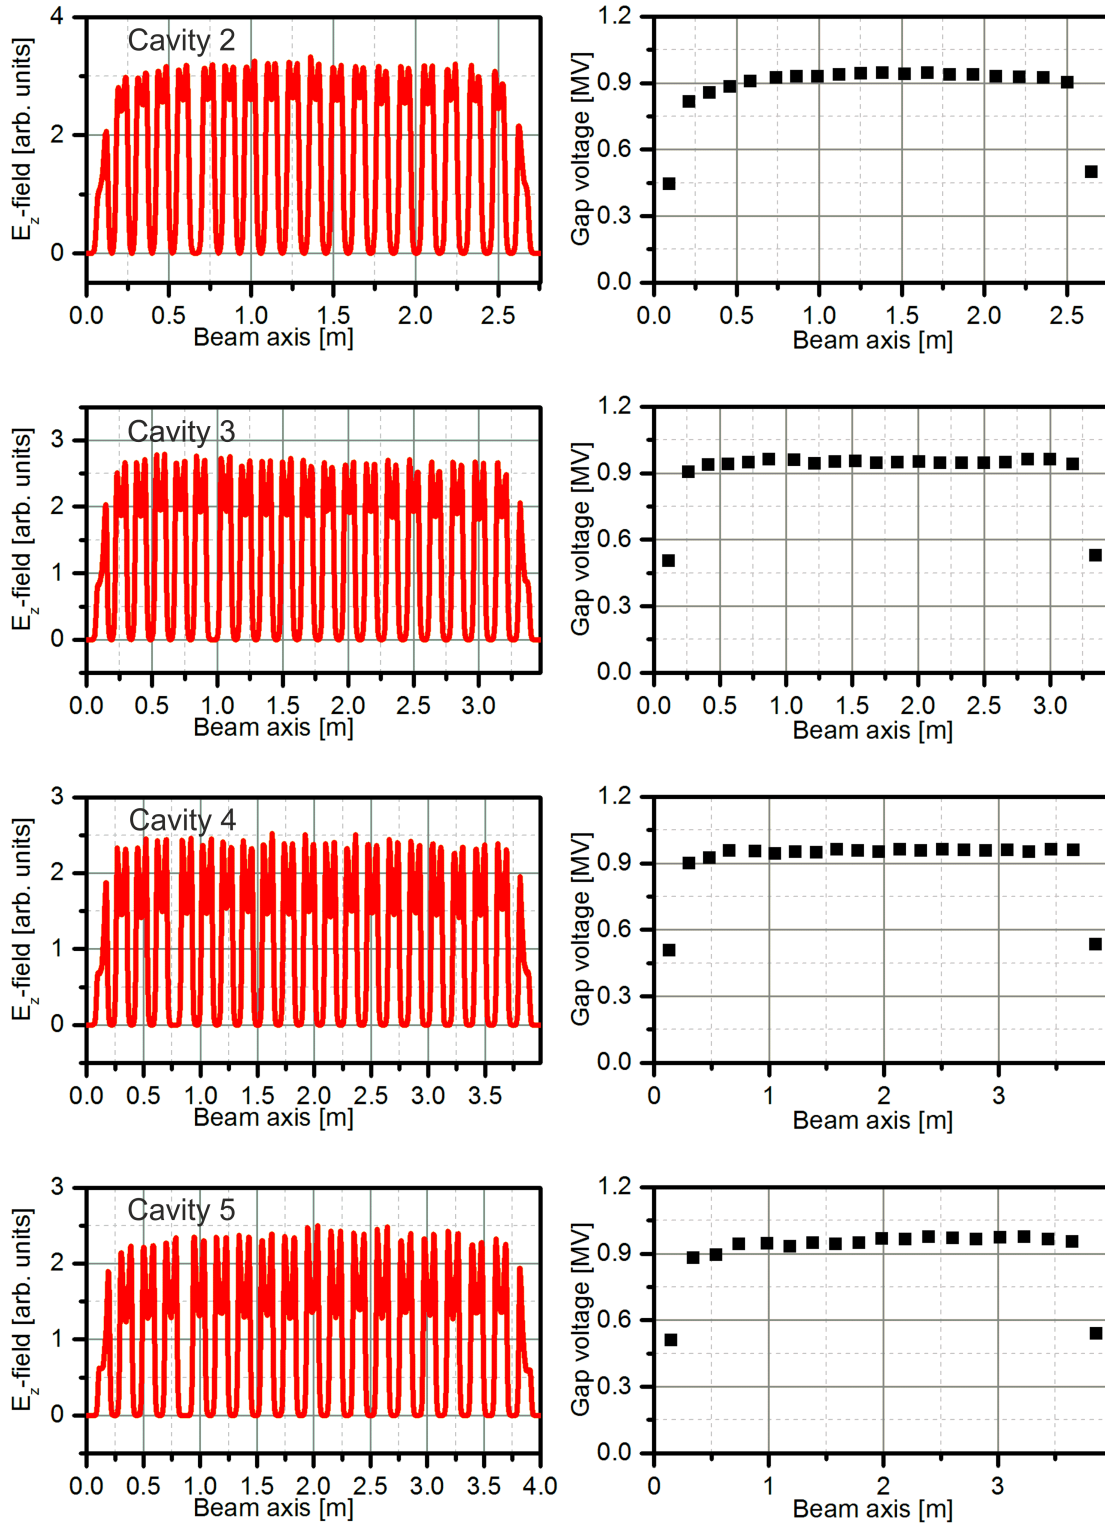 Cavity 2
E_z-field [arb. units]
4
2
0
0.0 0.5 1.0 1.5 2.0 2.5
Beam axis [m]
Gap voltage [MV]
1.2
0.9
0.6
0.3
0.0
0.0 0.5 1.0 1.5 2.0 2.5
Beam axis [m]
Cavity 3
E_z-field [arb. units]
3
2
1
0
0.0 0.5 1.0 1.5 2.0 2.5 3.0
Beam axis [m]
Gap voltage [MV]
1.2
0.9
0.6
0.3
0.0
0.0 0.5 1.0 1.5 2.0 2.5 3.0
Beam axis [m]
Cavity 4
E_z-field [arb. units]
3
2
1
0
0.0 0.5 1.0 1.5 2.0 2.5 3.0 3.5
Beam axis [m]
Gap voltage [MV]
1.2
0.9
0.6
0.3
0.0
0 1 2 3
Beam axis [m]
Cavity 5
E_z-field [arb. units]
3
2
1
0
0.0 0.5 1.0 1.5 2.0 2.5 3.0 3.5 4.0
Beam axis [m]
Gap voltage [MV]
1.2
0.9
0.6
0.3
0.0
0 1 2 3
Beam axis [m]